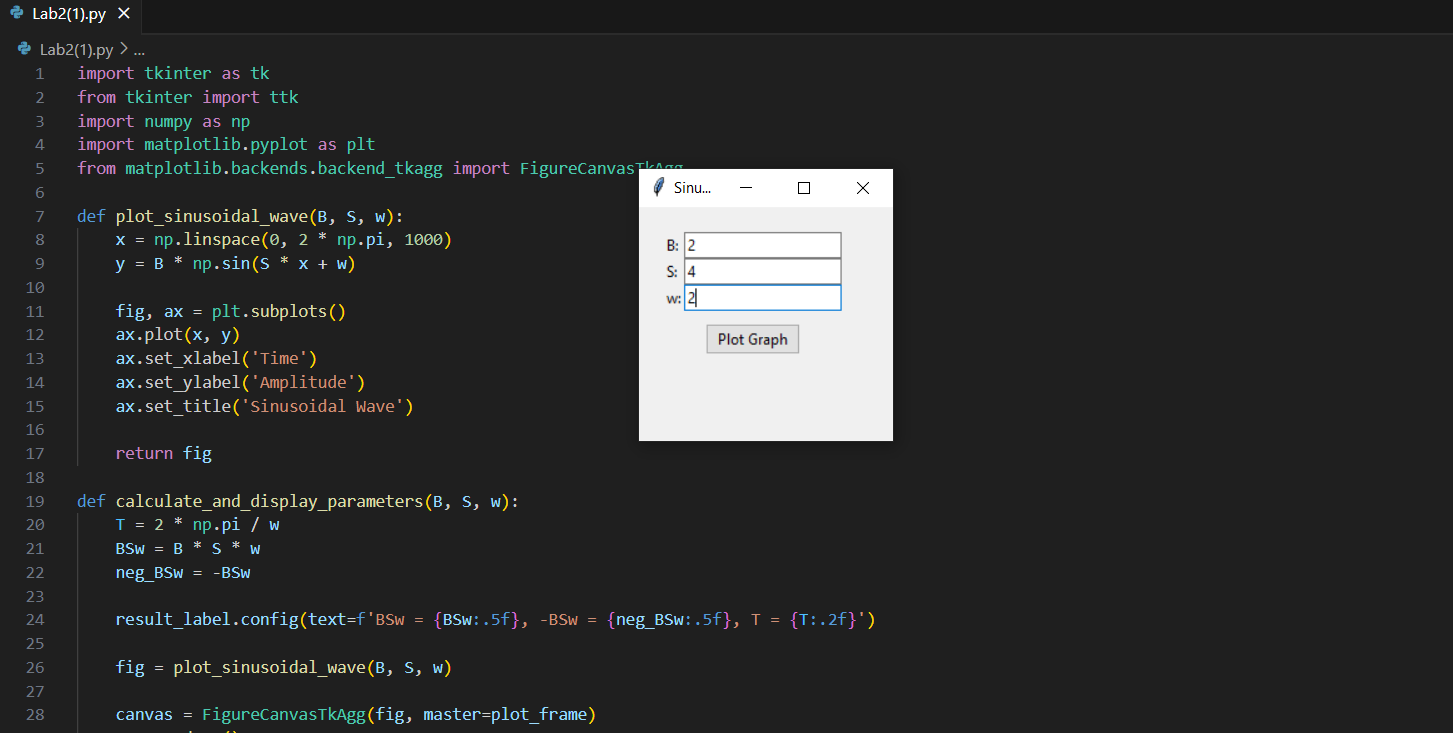 Lab2(1).py
Lab2(1).py > ...
1 import tkinter as tk
2 from tkinter import ttk
3 import numpy as np
4 import matplotlib.pyplot as plt
5 from matplotlib.backends.backend_tkagg import FigureCanvasTkAgg
6
7 def plot_sinusoidal_wave(B, S, w):
8     x = np.linspace(0, 2 * np.pi, 1000)
9     y = B * np.sin(S * x + w)
10
11     fig, ax = plt.subplots()
12     ax.plot(x, y)
13     ax.set_xlabel('Time')
14     ax.set_ylabel('Amplitude')
15     ax.set_title('Sinusoidal Wave')
16
17     return fig
18
19 def calculate_and_display_parameters(B, S, w):
20     T = 2 * np.pi / w
21     BSw = B * S * w
22     neg_BSw = -BSw
23
24     result_label.config(text=f'BSw = {BSw:.5f}, -BSw = {neg_BSw:.5f}, T = {T:.2f}')
25
26     fig = plot_sinusoidal_wave(B, S, w)
27
28     canvas = FigureCanvasTkAgg(fig, master=plot_frame)
Sinu...
B: 2
S: 4
w: 2
Plot Graph